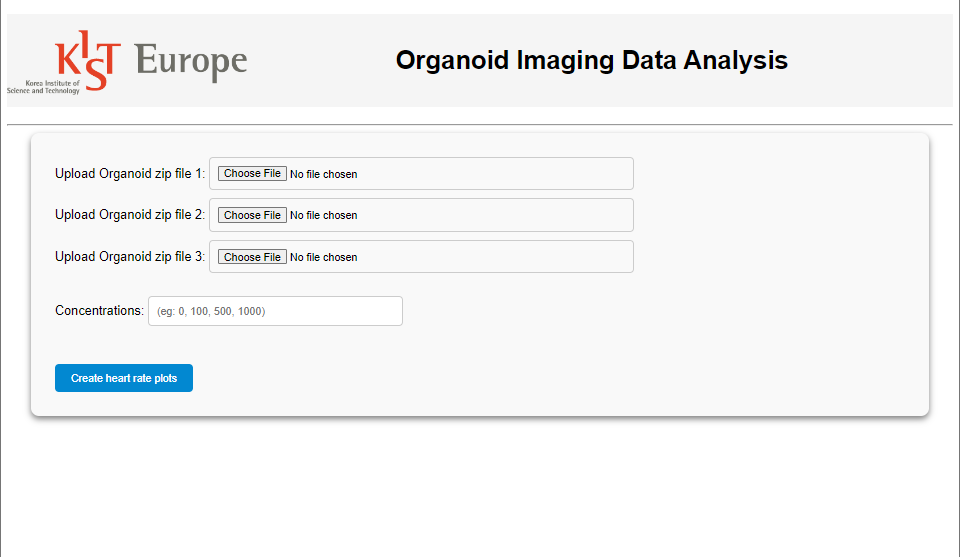 KIST Europe
Korea Institute of
Science and Technology
Organoid Imaging Data Analysis
Upload Organoid zip file 1: Choose File No file chosen
Upload Organoid zip file 2: Choose File No file chosen
Upload Organoid zip file 3: Choose File No file chosen
Concentrations: (eg: 0, 100, 500, 1000)
Create heart rate plots